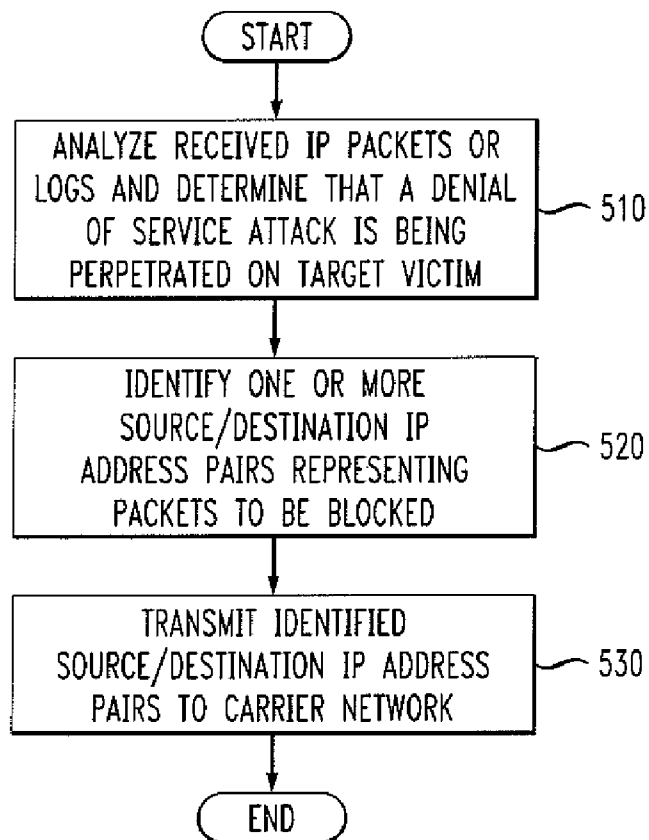 START
ANALYZE RECEIVED IP PACKETS OR
LOGS AND DETERMINE THAT A DENIAL
OF SERVICE ATTACK IS BEING
PERPETRATED ON TARGET VICTIM
510
IDENTIFY ONE OR MORE
SOURCE/DESTINATION IP
ADDRESS PAIRS REPRESENTING
PACKETS TO BE BLOCKED
520
TRANSMIT IDENTIFIED
SOURCE/DESTINATION IP ADDRESS
PAIRS TO CARRIER NETWORK
530
END